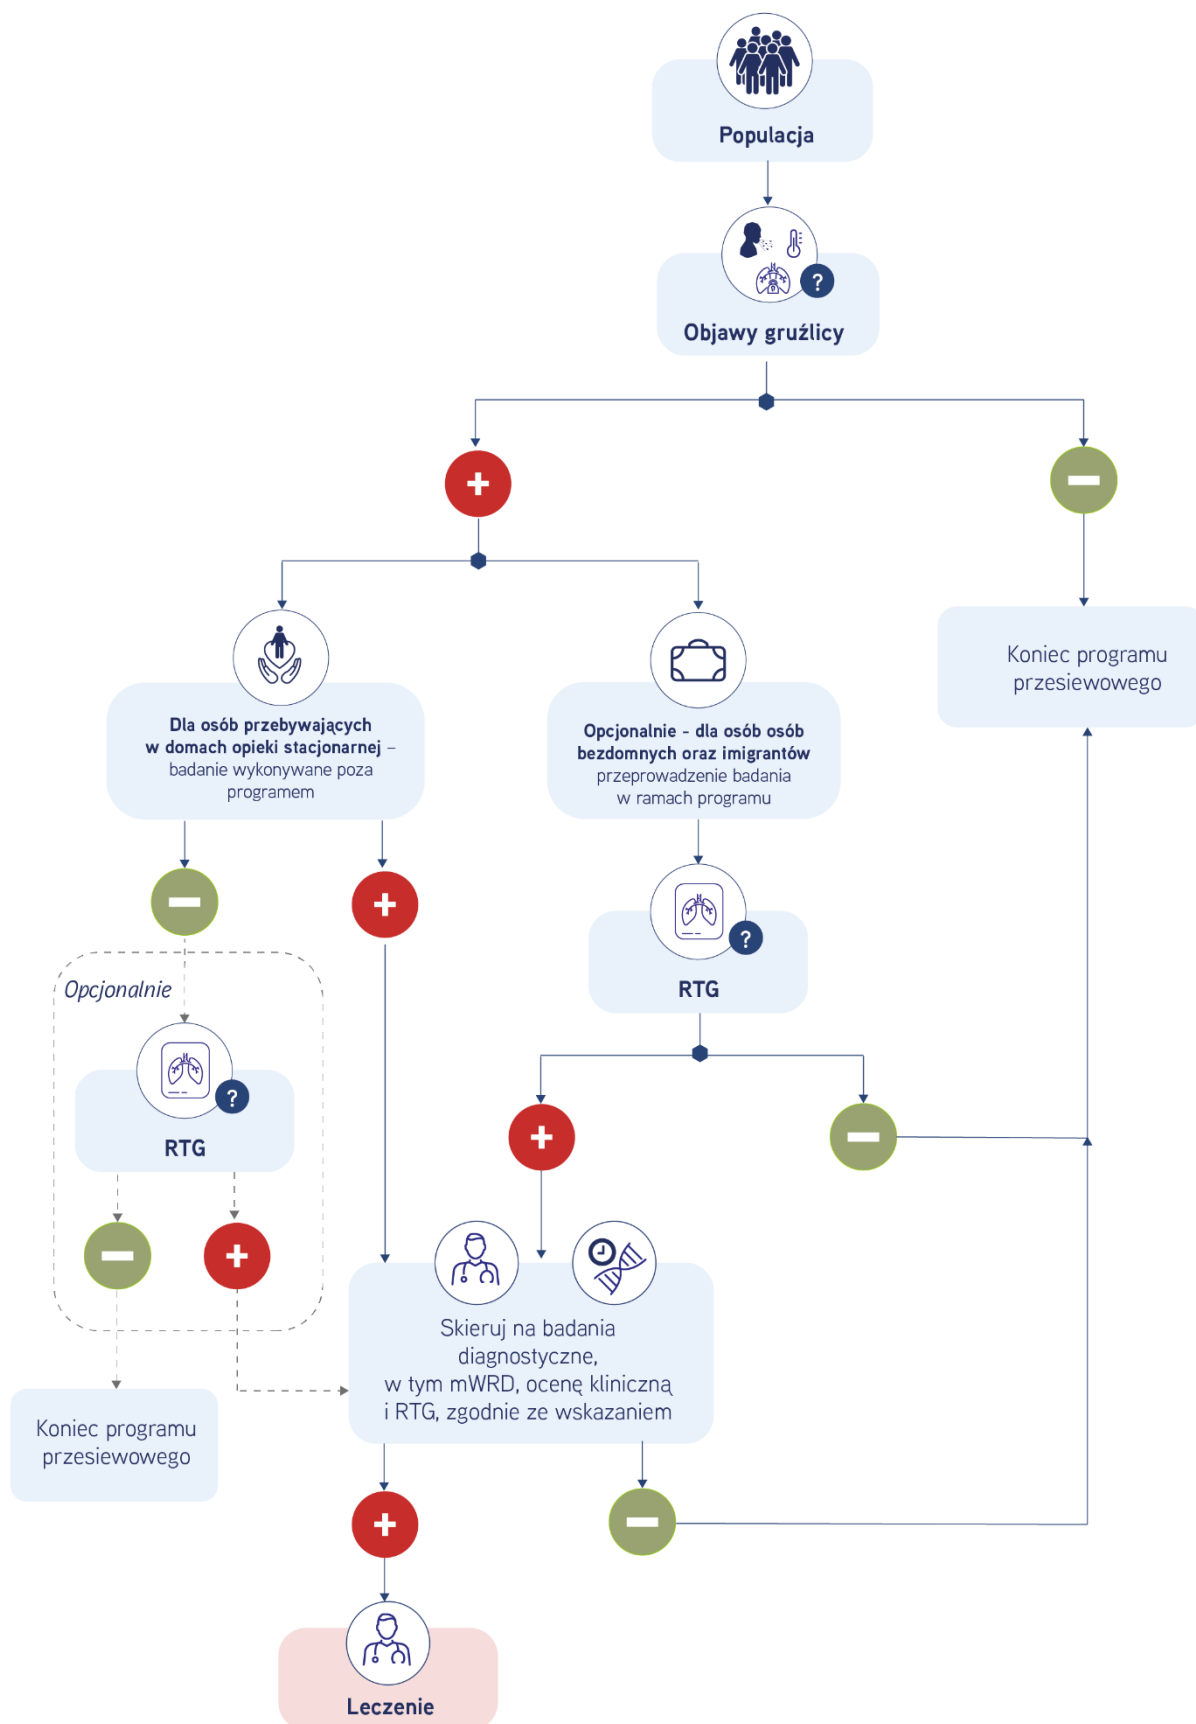 Populacja
?
Objawy gruźlicy
+
−
Koniec programu
przesiewowego
Dla osób przebywających
w domach opieki stacjonarnej –
badanie wykonywane poza
programem
Opcjonalnie - dla osób osób
bezdomnych oraz imigrantów
przeprowadzenie badania
w ramach programu
−
+
?
RTG
Opcjonalnie
?
RTG
+
−
−
+
Skieruj na badania
diagnostyczne,
w tym mWRD, ocenę kliniczną
i RTG, zgodnie ze wskazaniem
Koniec programu
przesiewowego
+
−
Leczenie